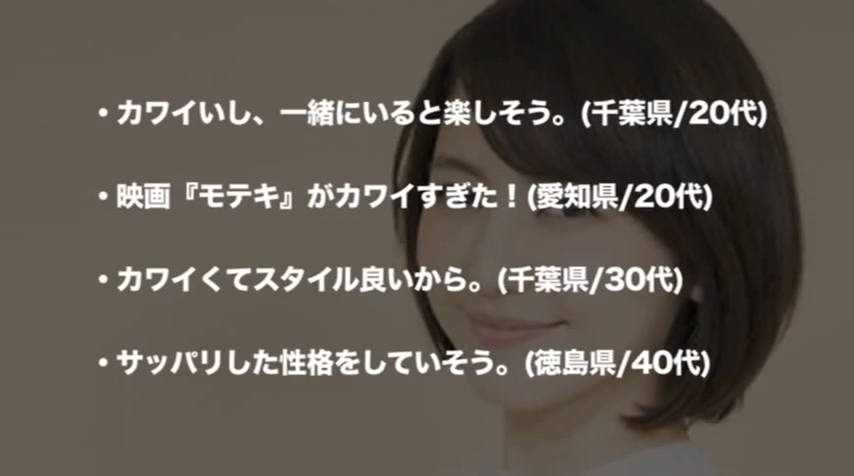 ・カワイいし、一緒にいると楽しそう。(千葉県/20代)
・映画『モテキ』がカワイすぎた！(愛知県/20代)
・カワイくてスタイル良いから。(千葉県/30代)
・サッパリした性格をしていそう。(徳島県/40代)